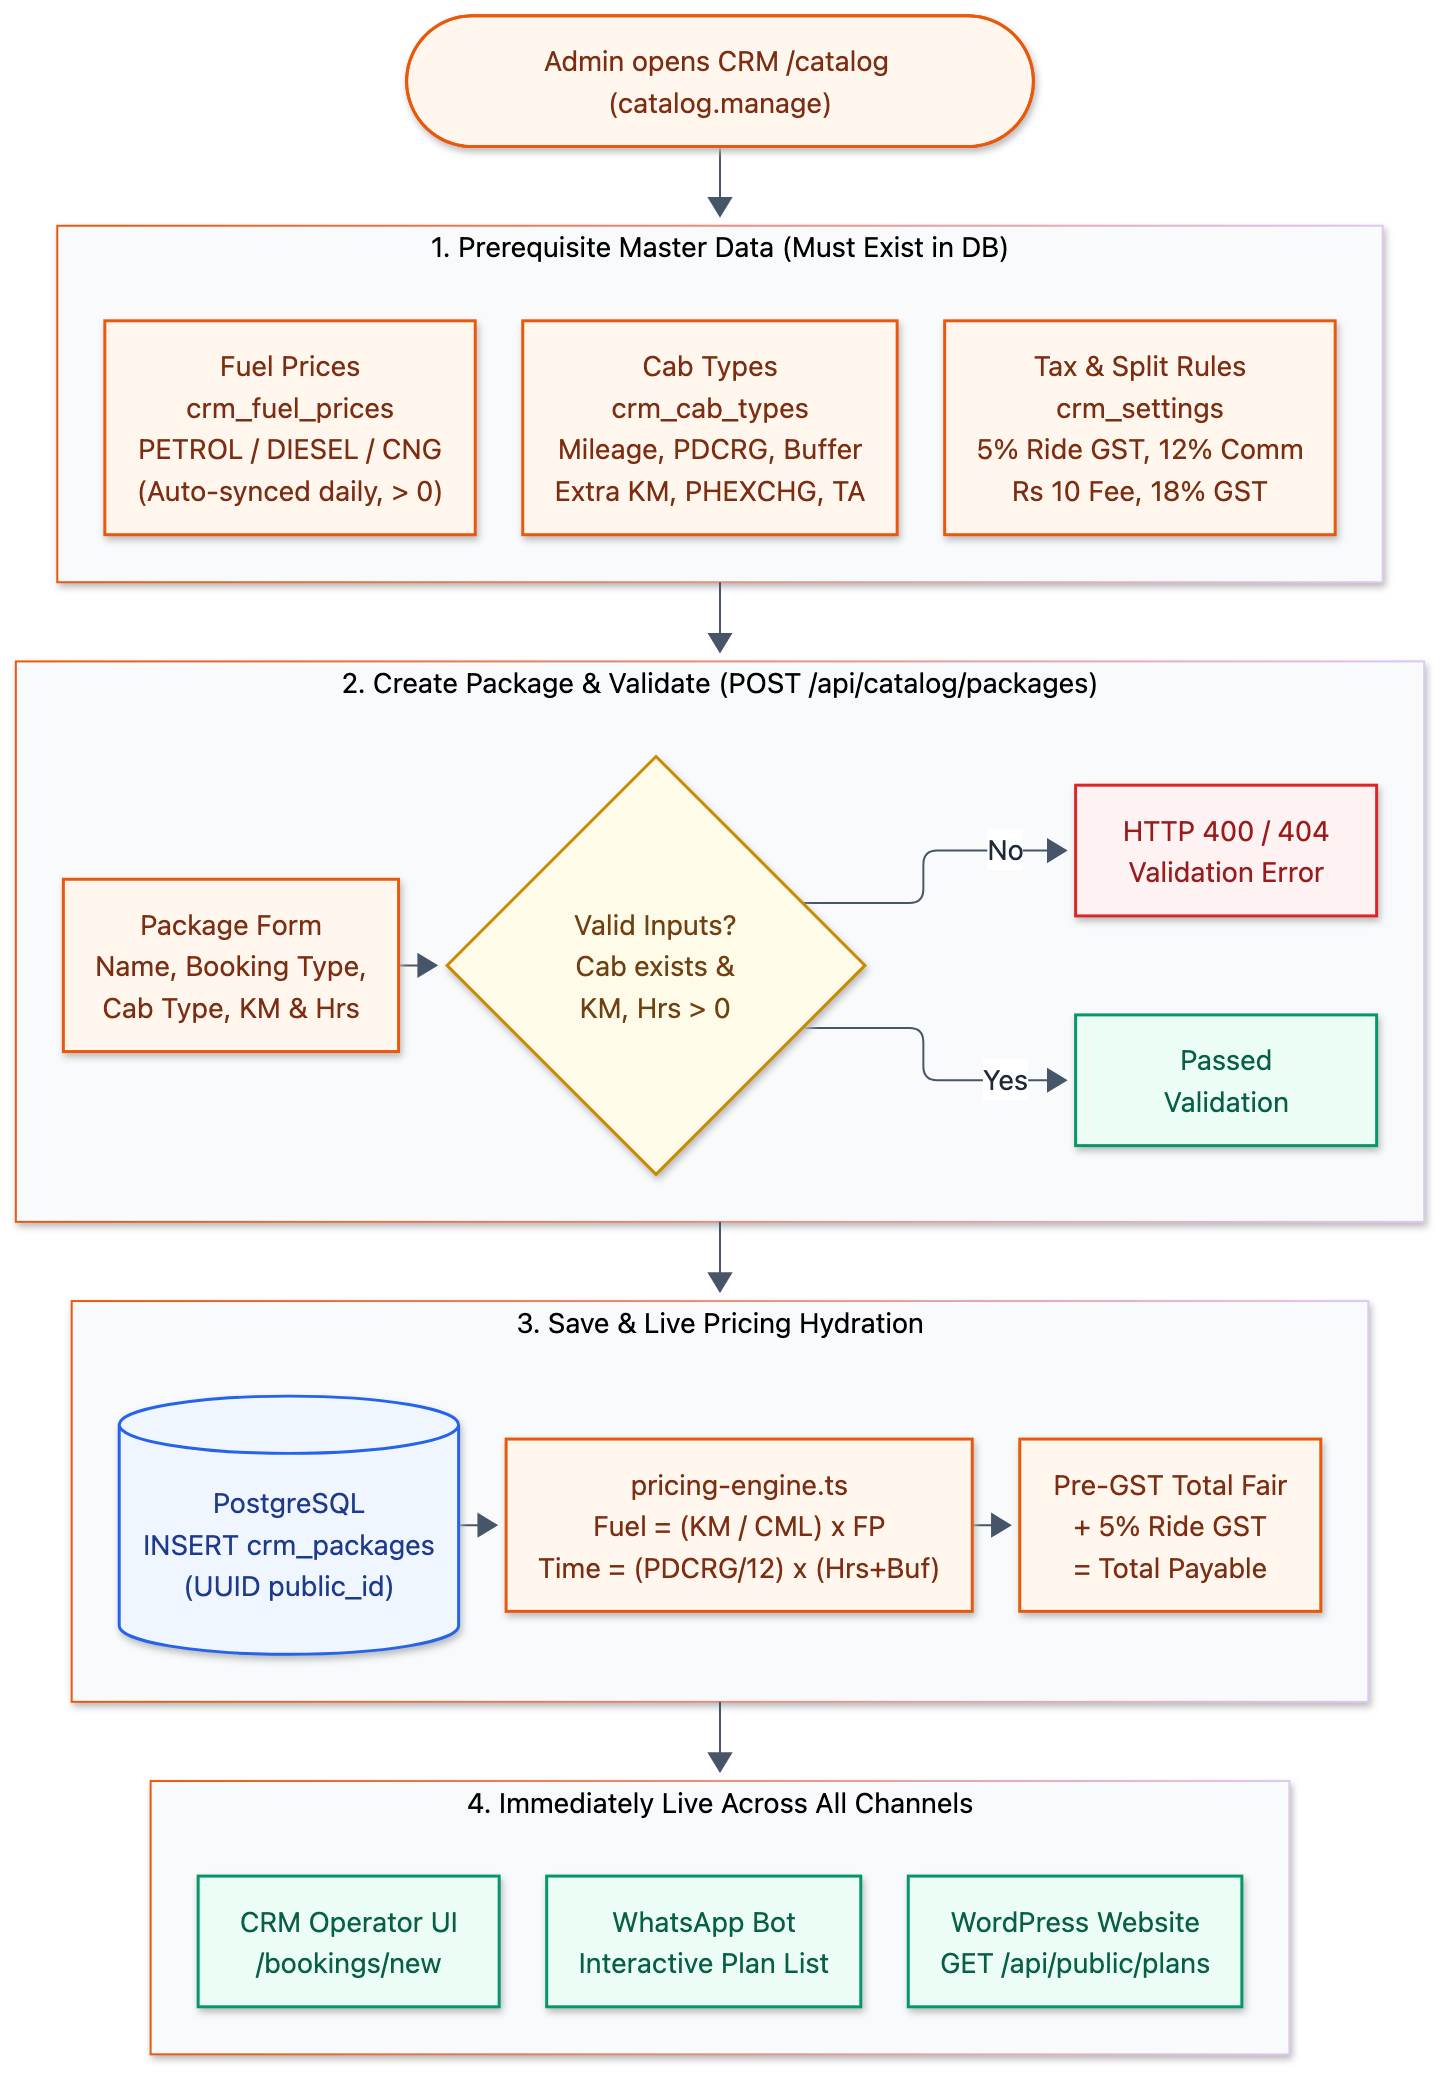 Admin opens CRM /catalog
(catalog.manage)
1. Prerequisite Master Data (Must Exist in DB)
Fuel Prices
crm_fuel_prices
PETROL / DIESEL / CNG
(Auto-synced daily, > 0)
Cab Types
crm_cab_types
Mileage, PDCRG, Buffer
Extra KM, PHEXCHG, TA
Tax & Split Rules
crm_settings
5% Ride GST, 12% Comm
Rs 10 Fee, 18% GST
2. Create Package & Validate (POST /api/catalog/packages)
Package Form
Name, Booking Type,
Cab Type, KM & Hrs
Valid Inputs?
Cab exists &
KM, Hrs > 0
No
HTTP 400 / 404
Validation Error
Yes
Passed
Validation
3. Save & Live Pricing Hydration
PostgreSQL
INSERT crm_packages
(UUID public_id)
pricing-engine.ts
Fuel = (KM / CML) x FP
Time = (PDCRG/12) x (Hrs+Buf)
Pre-GST Total Fair
+ 5% Ride GST
= Total Payable
4. Immediately Live Across All Channels
CRM Operator UI
/bookings/new
WhatsApp Bot
Interactive Plan List
WordPress Website
GET /api/public/plans